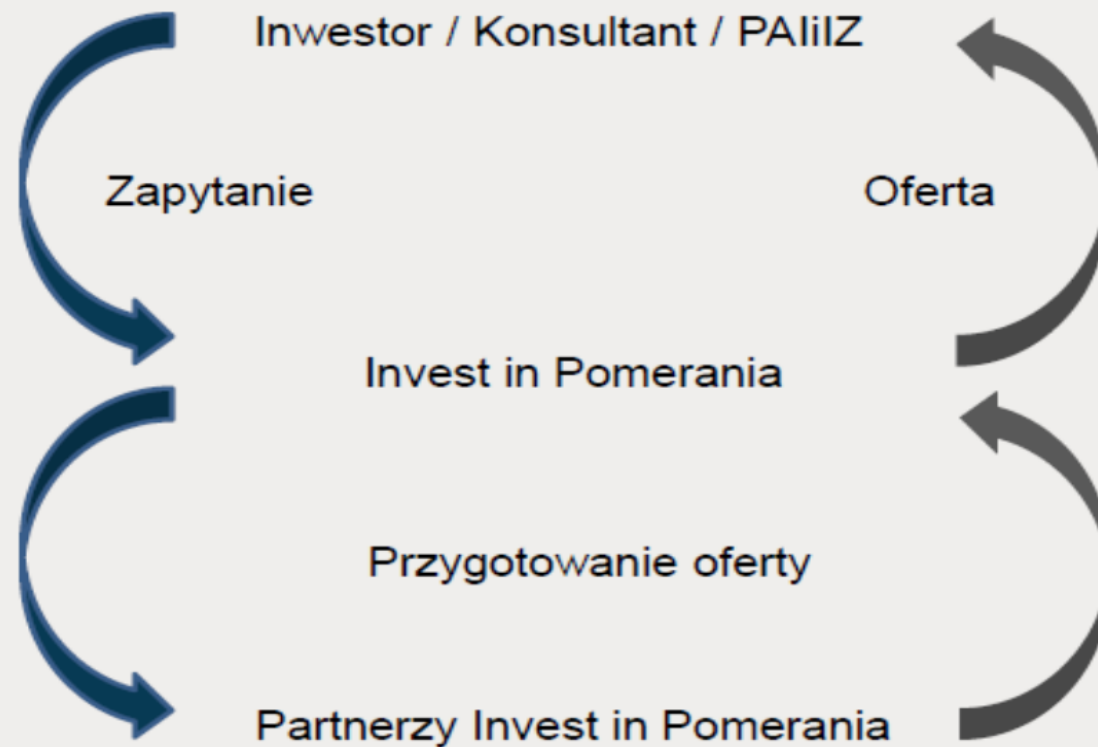 Inwestor / Konsultant / PAIiIZ
Zapytanie
Oferta
Invest in Pomerania
Przygotowanie oferty
Partnerzy Invest in Pomerania